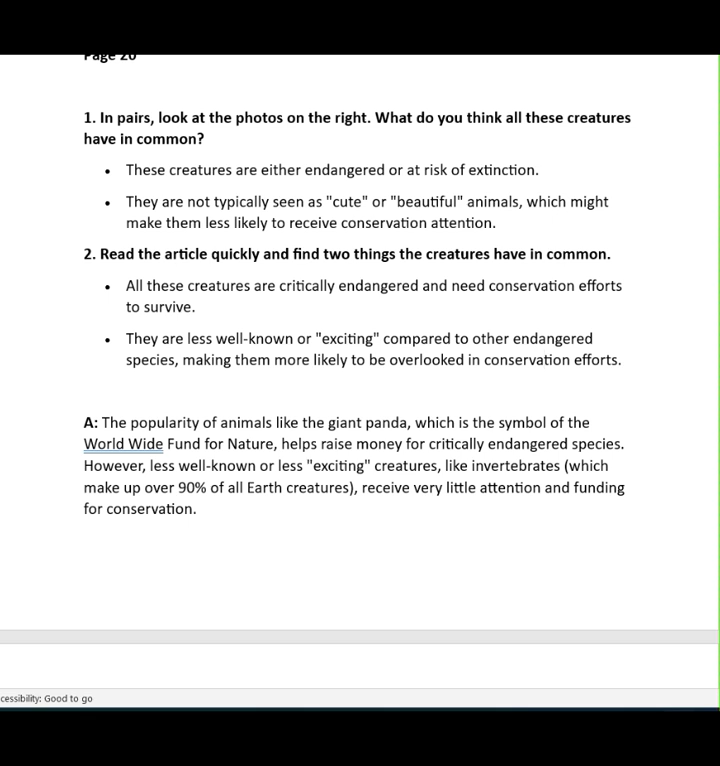 Page 20
1. In pairs, look at the photos on the right. What do you think all these creatures
have in common?
• These creatures are either endangered or at risk of extinction.
• They are not typically seen as "cute" or "beautiful" animals, which might
make them less likely to receive conservation attention.
2. Read the article quickly and find two things the creatures have in common.
• All these creatures are critically endangered and need conservation efforts
to survive.
• They are less well-known or "exciting" compared to other endangered
species, making them more likely to be overlooked in conservation efforts.
A: The popularity of animals like the giant panda, which is the symbol of the
World Wide Fund for Nature, helps raise money for critically endangered species.
However, less well-known or less "exciting" creatures, like invertebrates (which
make up over 90% of all Earth creatures), receive very little attention and funding
for conservation.
cessibility: Good to go